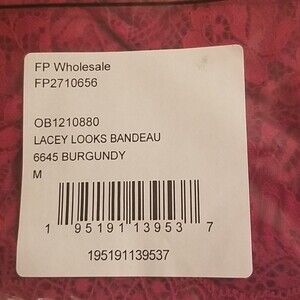 FP Wholesale
FP2710656
OB1210880
LACEY LOOKS BANDEAU
6645 BURGUNDY
M
1 95191 13953 7
195191139537